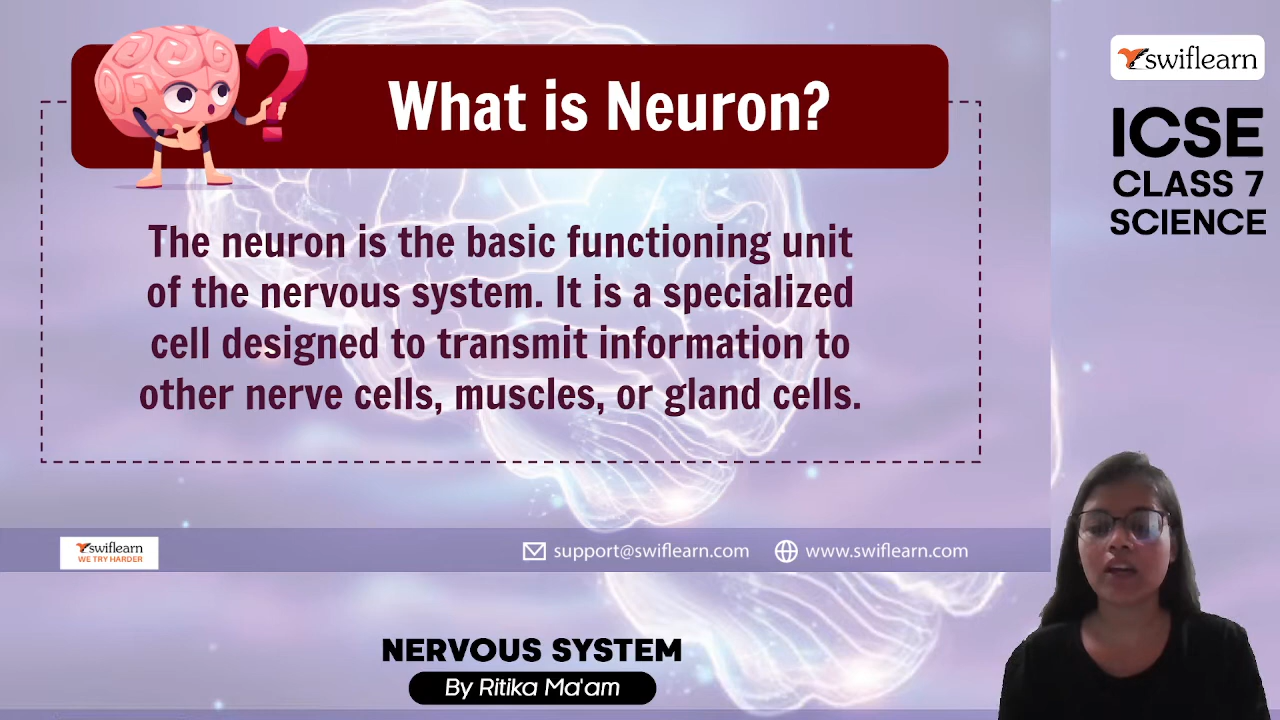 What is Neuron?
The neuron is the basic functioning unit
of the nervous system. It is a specialized
cell designed to transmit information to
other nerve cells, muscles, or gland cells.
swiflearn
WE TRY HARDER
support@swiflearn.com
www.swiflearn.com
NERVOUS SYSTEM
By Ritika Ma'am
swiflearn
ICSE
CLASS 7
SCIENCE